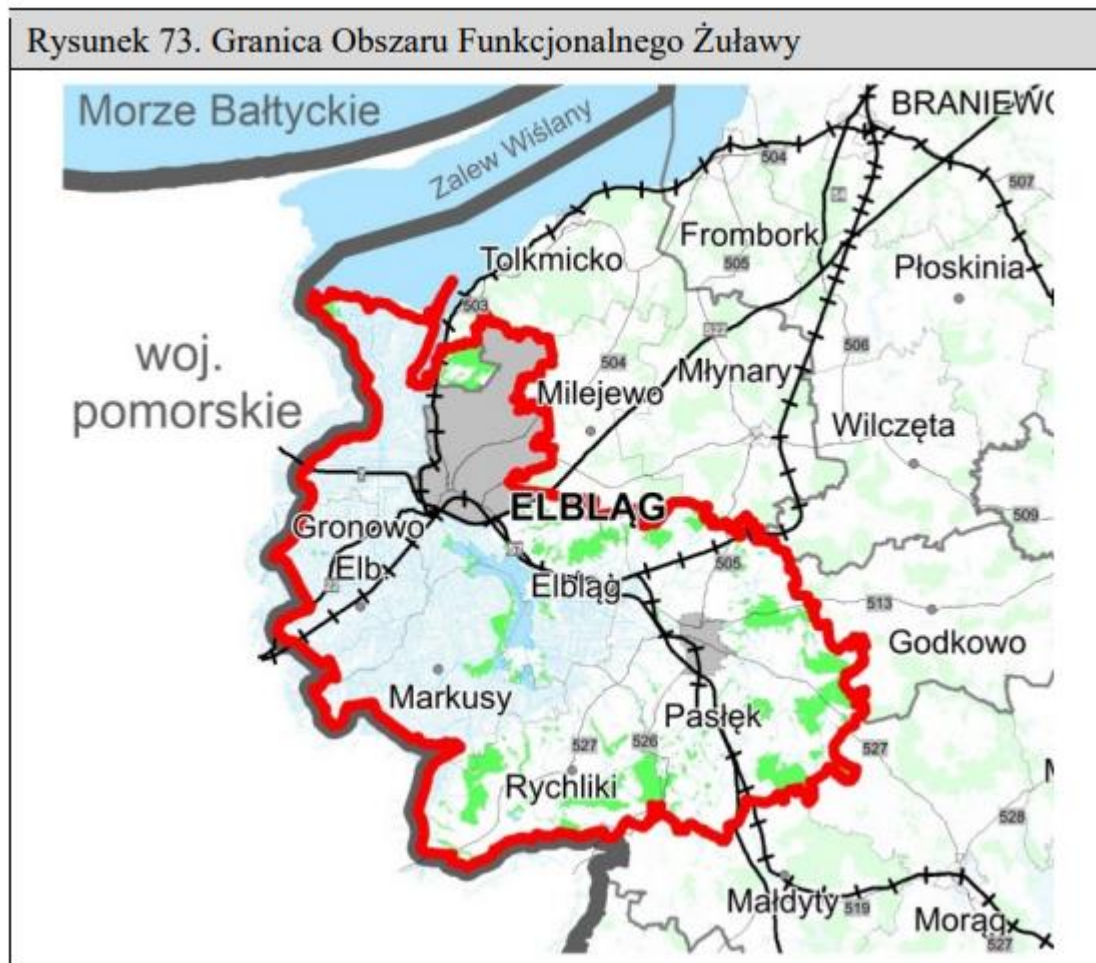 Rysunek 73. Granica Obszaru Funkcjonalnego Żuławy
Morze Bałtyckie
BRANIEWO
Zalew Wiślany
504
507
Frombork
Tolkmicko
505
Płoskinia
503
woj.
pomorskie
504
506
Młynary
Milejewo
Wilczęta
ELBLĄG
509
Gronowo
Elb.
Elbląg
505
513
Godkowo
Markusy
Pasłęk
527
526
527
Rychliki
528
Małdyty
519
Morąg
527